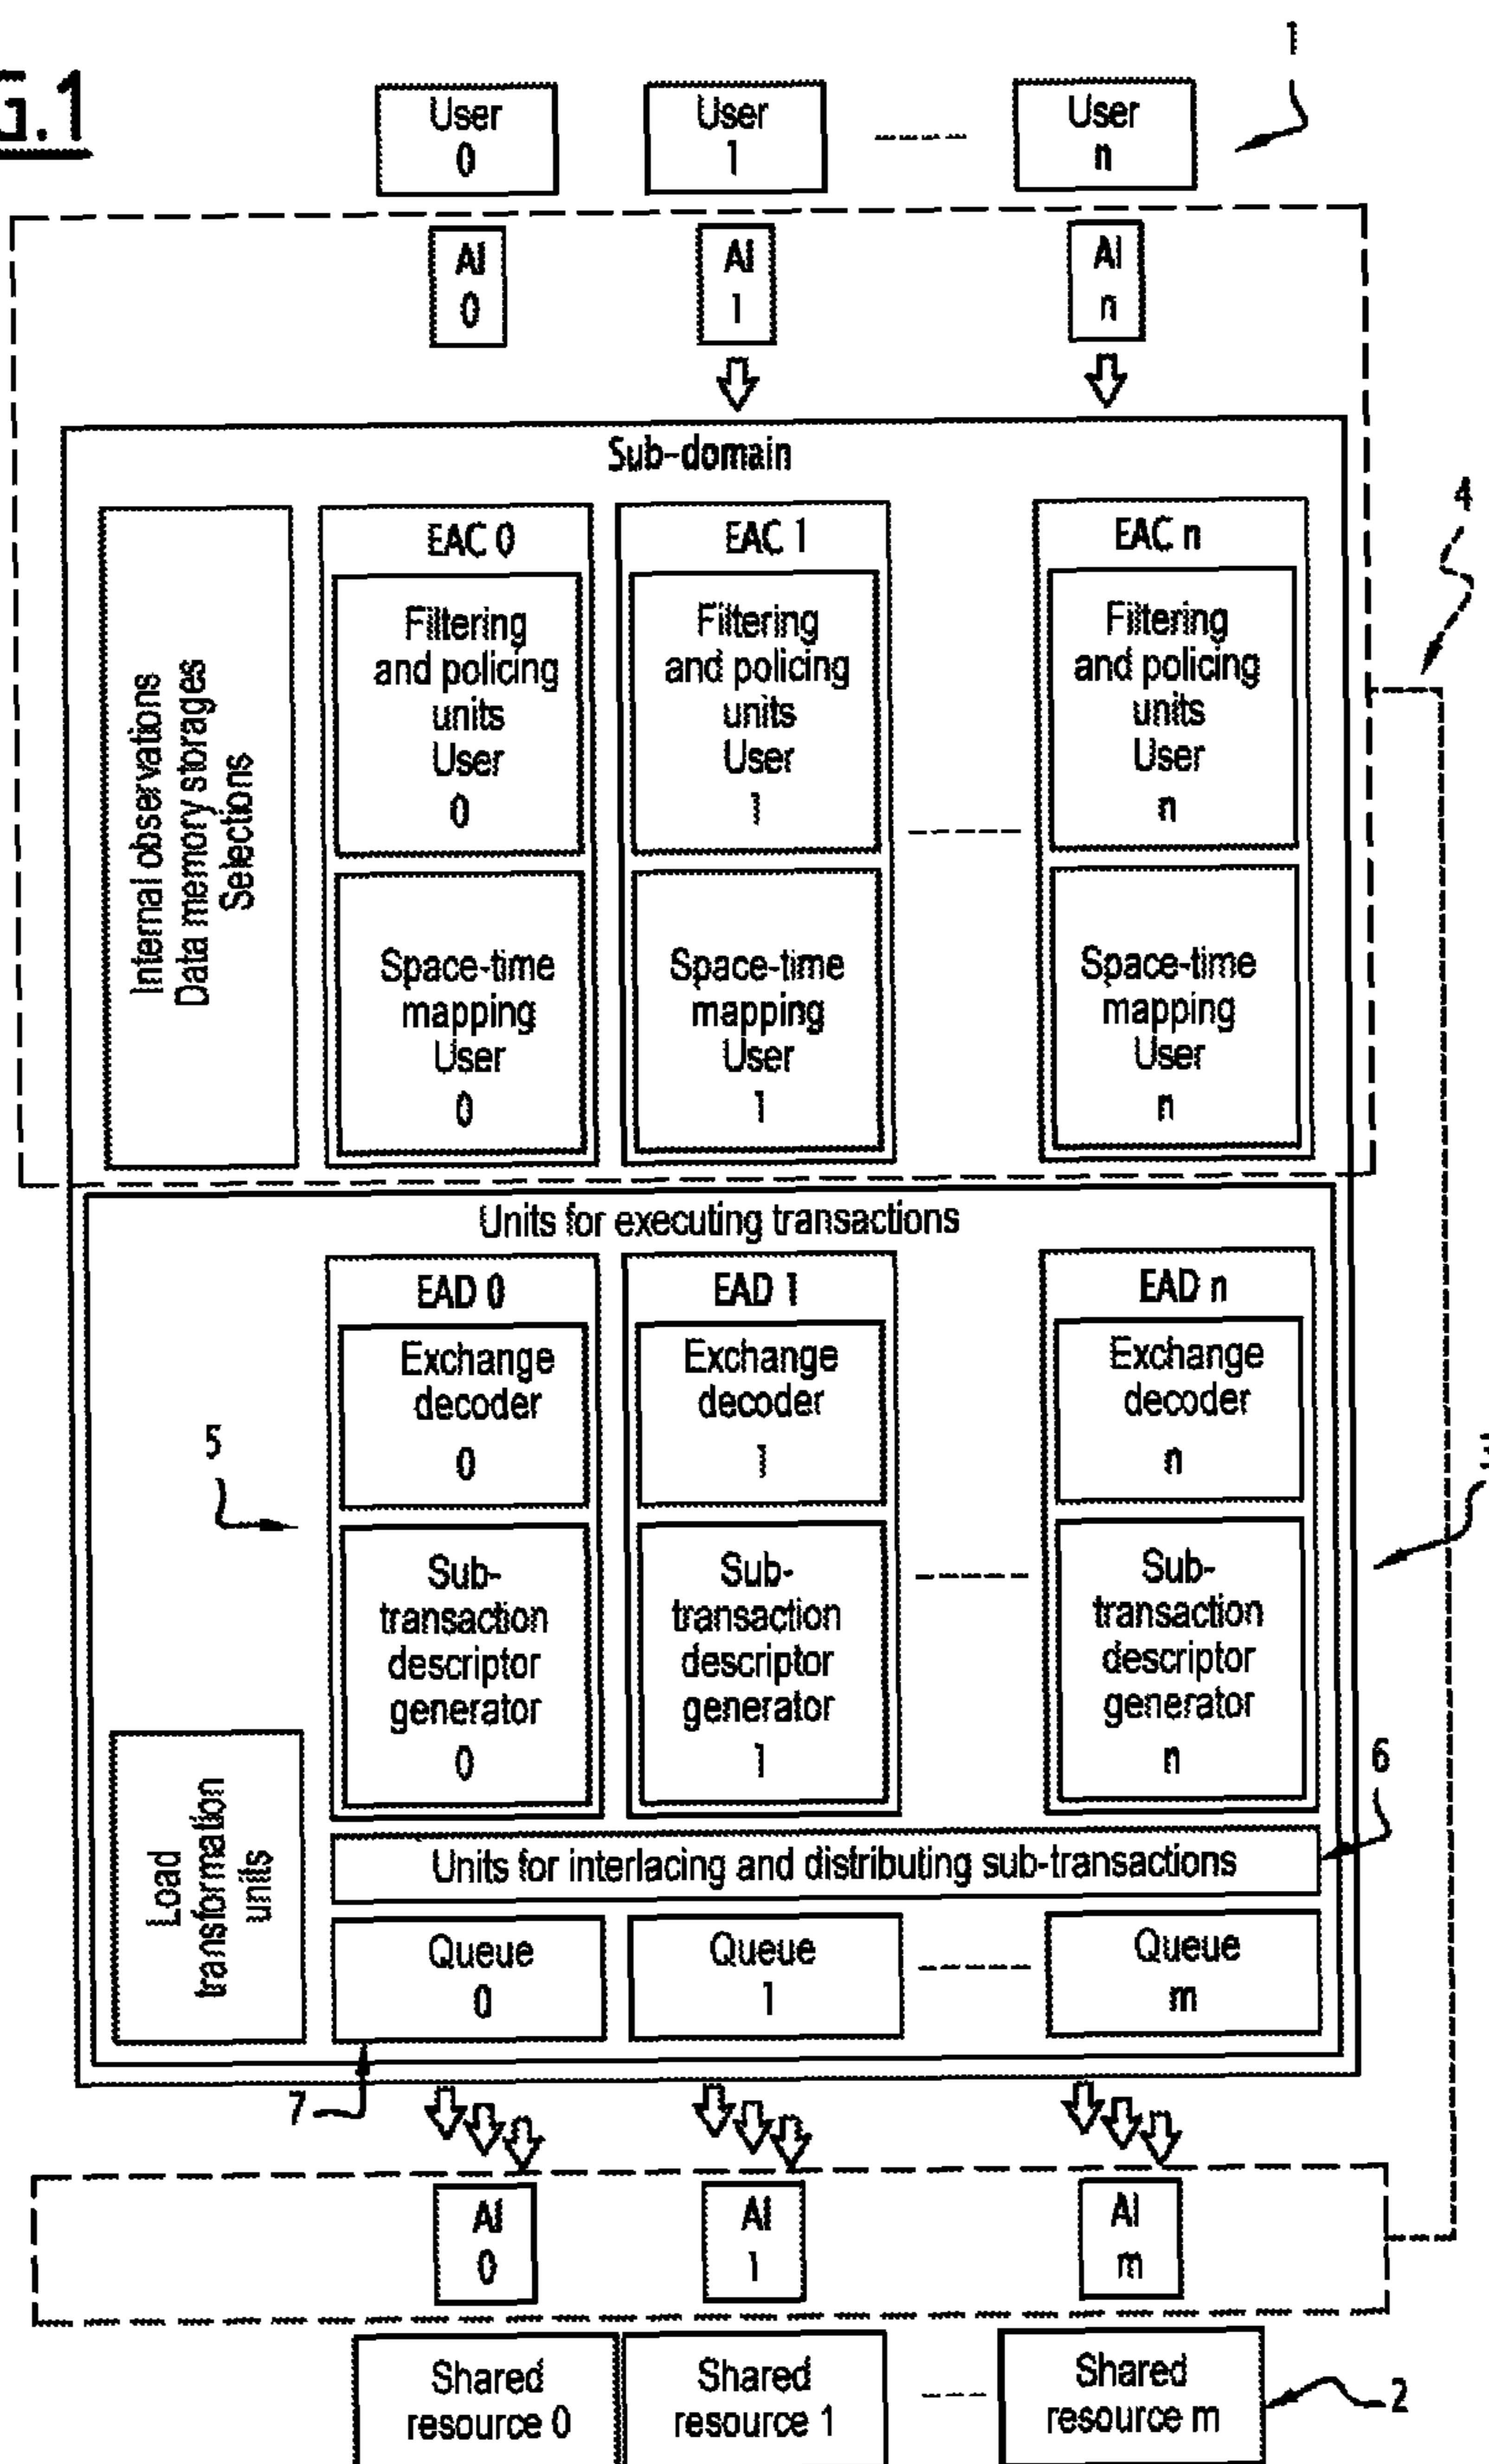 G.1
1
User
0
User
1
User
n
AI
0
AI
1
AI
n
Sub-domain
4
Internal observations
Data memory storages
Selections
EAC 0
Filtering
and policing
units
User
0
Space-time
mapping
User
0
EAC 1
Filtering
and policing
units
User
1
Space-time
mapping
User
1
EAC n
Filtering
and policing
units
User
n
Space-time
mapping
User
n
Units for executing transactions
5
EAD 0
Exchange
decoder
0
Sub-
transaction
descriptor
generator
0
EAD 1
Exchange
decoder
1
Sub-
transaction
descriptor
generator
1
EAD n
Exchange
decoder
n
Sub-
transaction
descriptor
generator
n
3
6
Load
transformation
units
Units for interlacing and distributing sub-transactions
Queue
0
Queue
1
Queue
m
7
AI
0
AI
1
AI
m
Shared
resource 0
Shared
resource 1
Shared
resource m
2